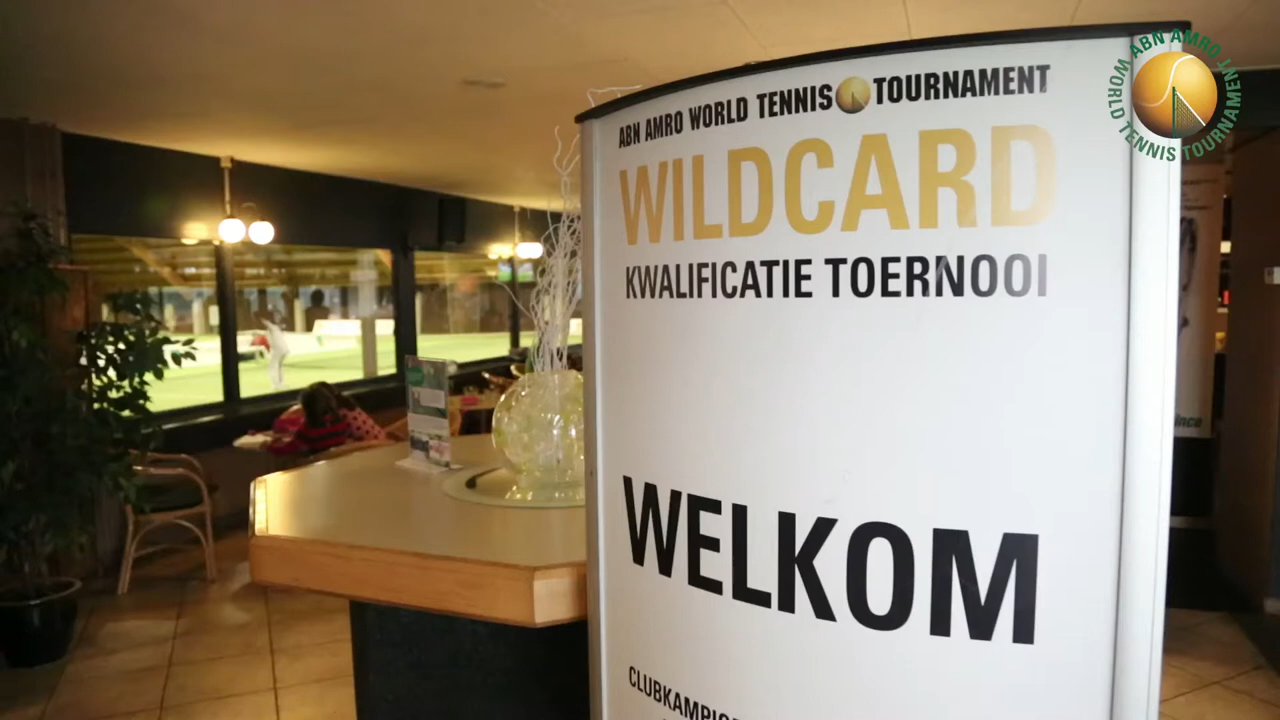 ABN AMRO WORLD TENNIS TOURNAMENT
WILDCARD
KWALIFICATIE TOERNOOI
WELKOM
ABN AMRO WORLD TENNIS TOURNAMENT